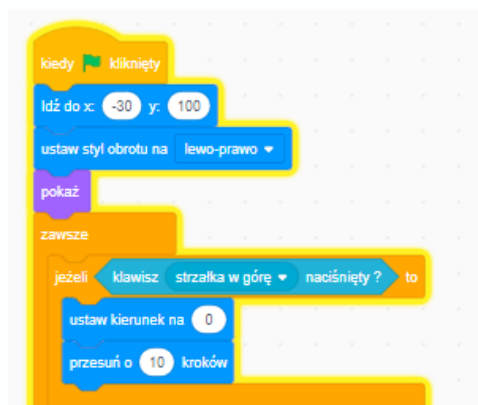 kiedy kliknięty
Idź do x: -30 y: 100
ustaw styl obrotu na lewo-prawo
pokaż
zawsze
jeżeli klawisz strzałka w górę naciśnięty ? to
ustaw kierunek na 0
przesuń o 10 kroków